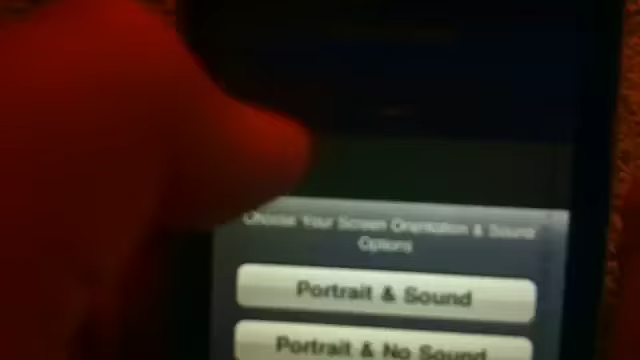 Choose Your Screen Orientation & Sound
Options
Portrait & Sound
Portrait & No Sound